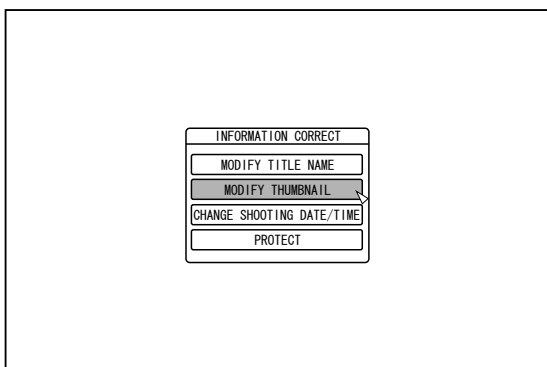 INFORMATION CORRECT
MODIFY TITLE NAME
MODIFY THUMBNAIL
CHANGE SHOOTING DATE/TIME
PROTECT